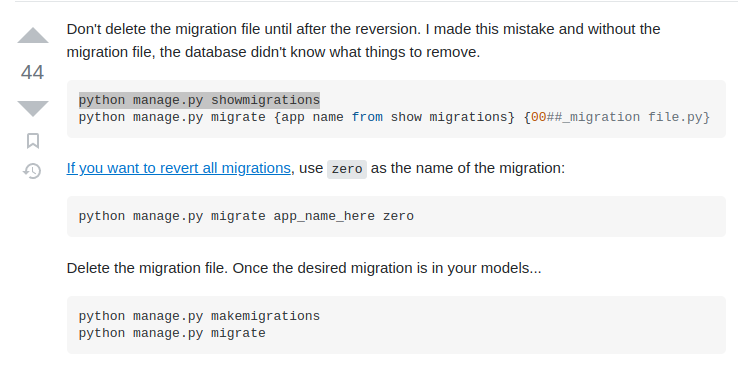 Don't delete the migration file until after the reversion. I made this mistake and without the
migration file, the database didn't know what things to remove.
44
python manage.py showmigrations
python manage.py migrate {app name from show migrations} {00##_migration file.py}
If you want to revert all migrations, use zero as the name of the migration:
python manage.py migrate app_name_here zero
Delete the migration file. Once the desired migration is in your models...
python manage.py makemigrations
python manage.py migrate